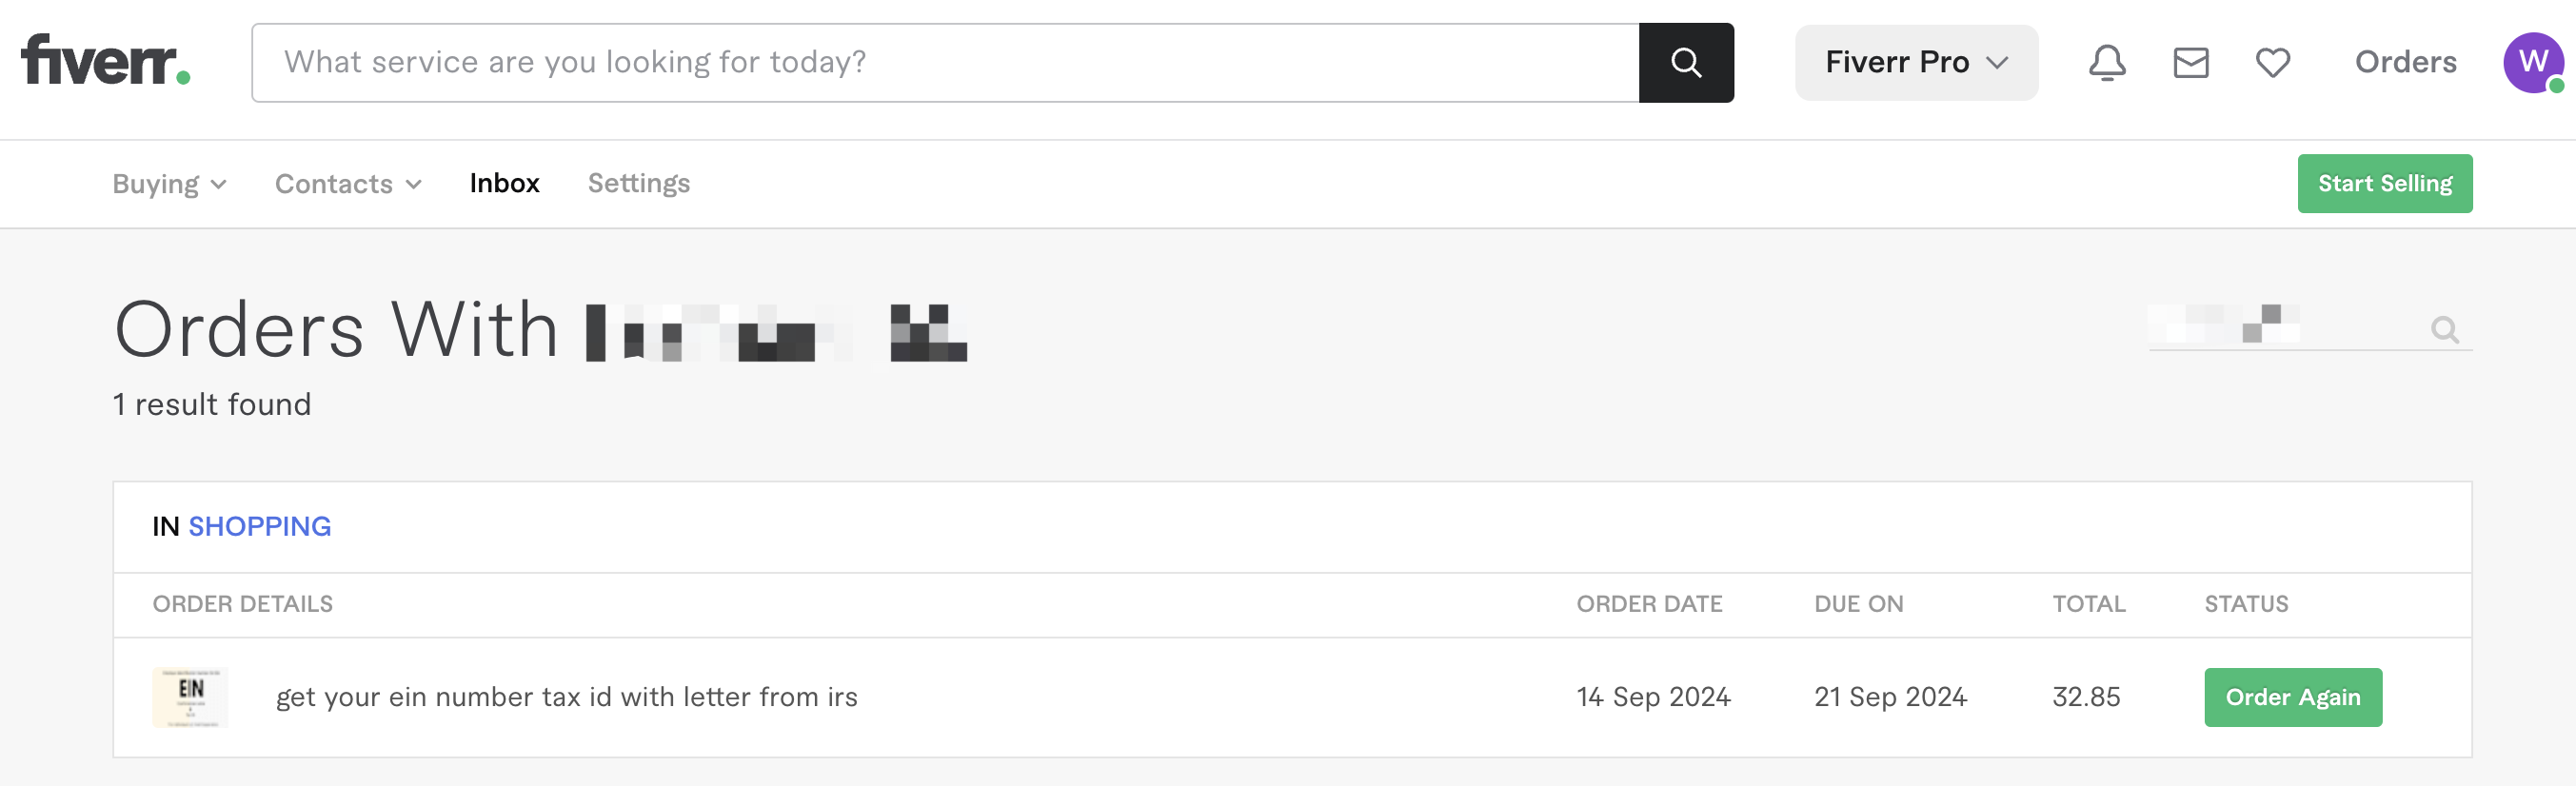 fiverr.
What service are you looking for today?
Fiverr Pro
Orders
W
Buying
Contacts
Inbox
Settings
Start Selling
Orders With
1 result found
IN SHOPPING
ORDER DETAILS
ORDER DATE
DUE ON
TOTAL
STATUS
EIN
get your ein number tax id with letter from irs
14 Sep 2024
21 Sep 2024
32.85
Order Again